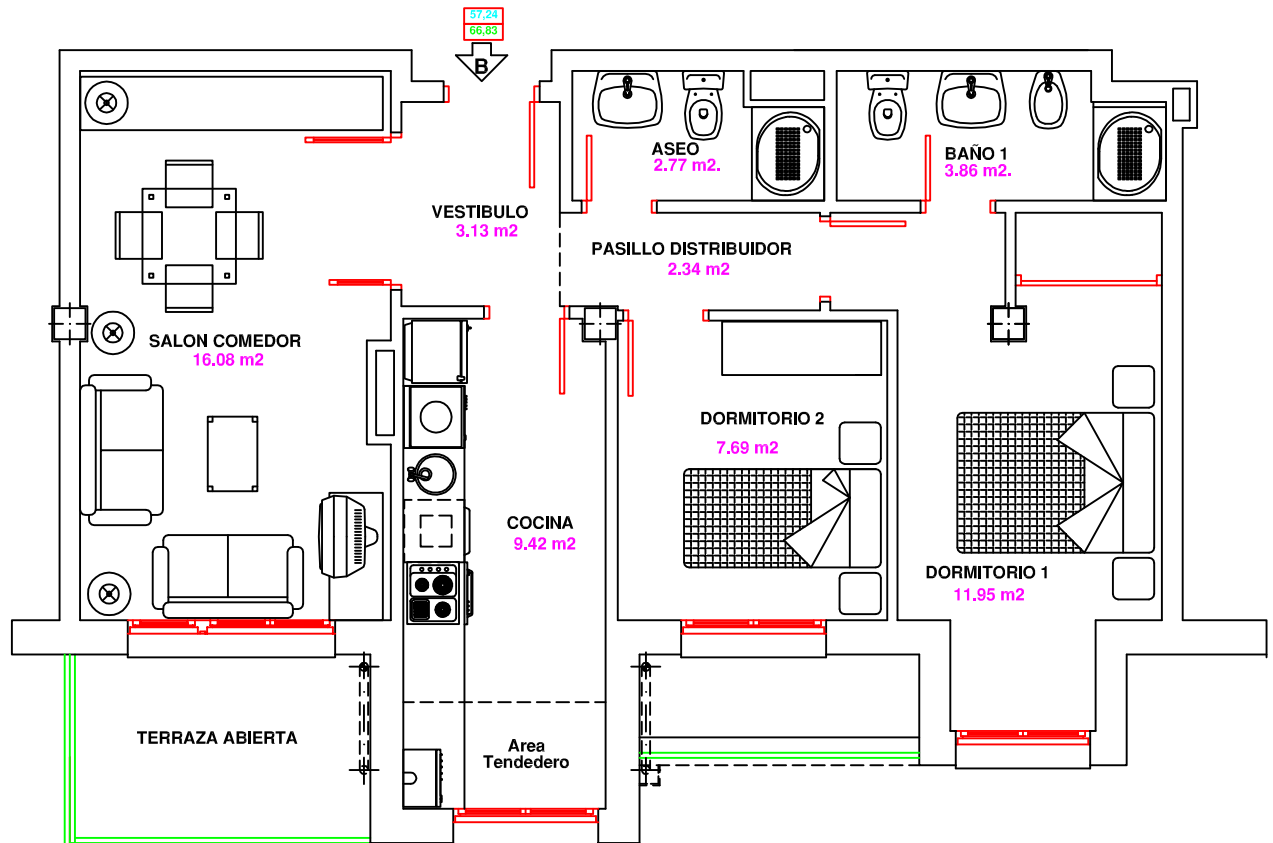 57,24
66,83
B
ASEO
2.77 m2.
BAÑO 1
3.86 m2.
VESTIBULO
3.13 m2
PASILLO DISTRIBUIDOR
2.34 m2
SALON COMEDOR
16.08 m2
DORMITORIO 2
7.69 m2
COCINA
9.42 m2
DORMITORIO 1
11.95 m2
TERRAZA ABIERTA
Area
Tendedero